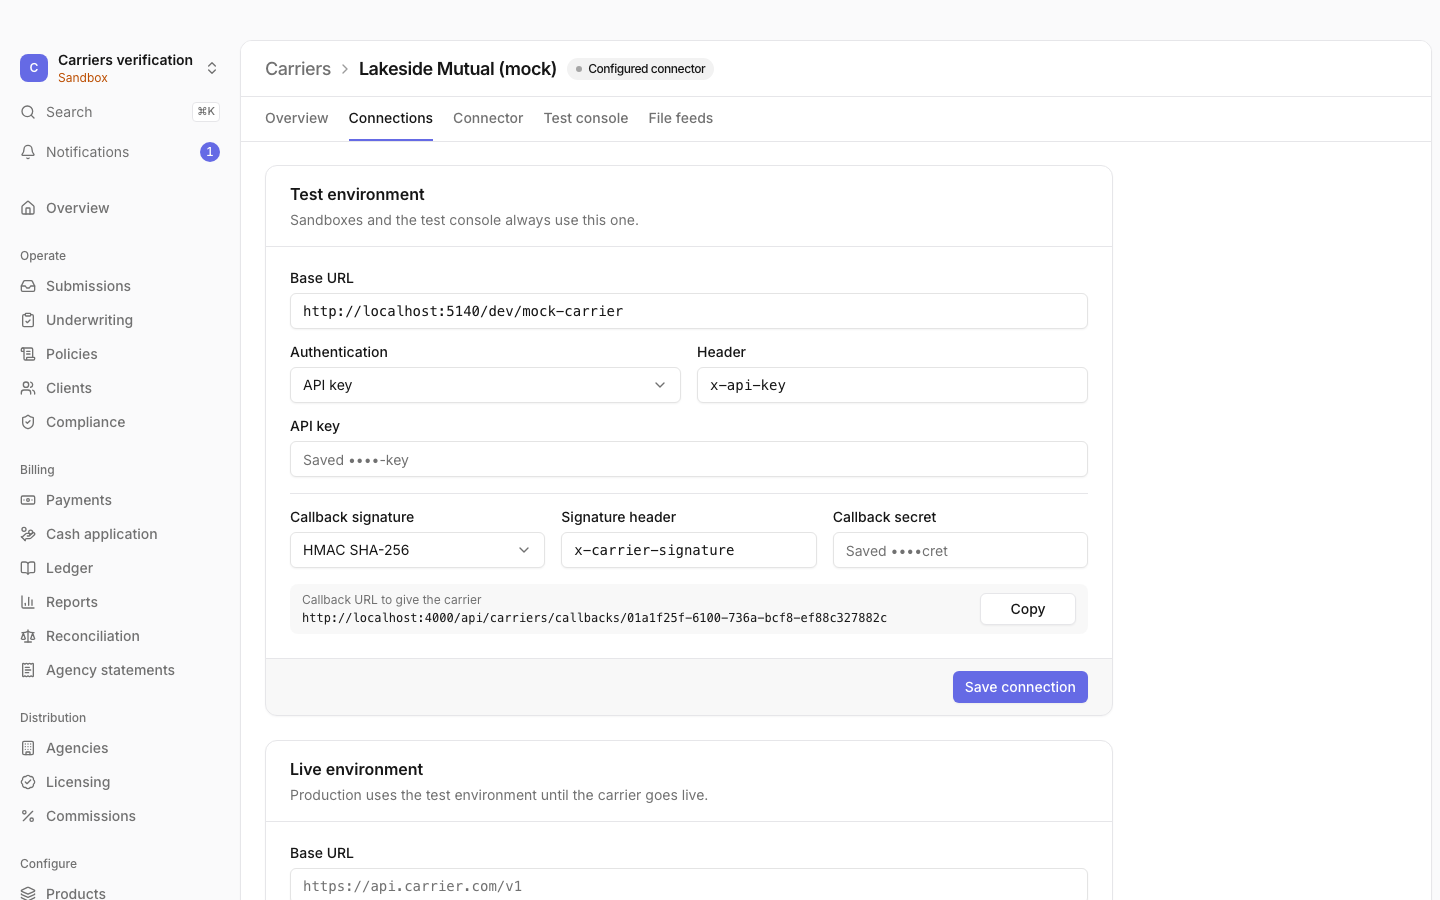 C
Carriers verification
Sandbox
Search
⌘K
Notifications
1
Overview
Operate
Submissions
Underwriting
Policies
Clients
Compliance
Billing
Payments
Cash application
Ledger
Reports
Reconciliation
Agency statements
Distribution
Agencies
Licensing
Commissions
Configure
Products
Carriers > Lakeside Mutual (mock) Configured connector
Overview Connections Connector Test console File feeds
Test environment
Sandboxes and the test console always use this one.
Base URL
http://localhost:5140/dev/mock-carrier
Authentication Header
API key x-api-key
API key
Saved ••••-key
Callback signature Signature header Callback secret
HMAC SHA-256 x-carrier-signature Saved ••••cret
Callback URL to give the carrier
http://localhost:4000/api/carriers/callbacks/01a1f25f-6100-736a-bcf8-ef88c327882c
Copy
Save connection
Live environment
Production uses the test environment until the carrier goes live.
Base URL
https://api.carrier.com/v1